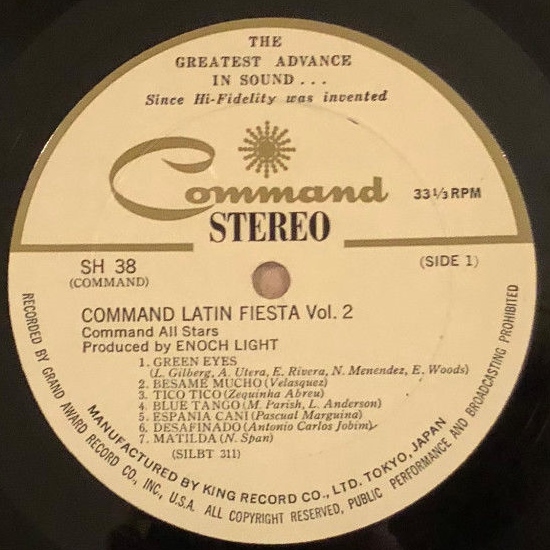 THE
GREATEST ADVANCE
IN SOUND...
Since Hi-Fidelity was invented
Command
33 1/3 RPM
STEREO
SH 38
(SIDE 1)
(COMMAND)
COMMAND LATIN FIESTA Vol. 2
Command All Stars
Produced by ENOCH LIGHT
1. GREEN EYES
(L. Gilberg, A. Utera, E. Rivera, N. Menendez, E. Woods)
2. BESAME MUCHO (Velasquez)
3. TICO TICO (Zequinha Abreu)
4. BLUE TANGO (M. Parish, L. Anderson)
5. ESPANIA CANI (Pascual Marguina)
6. DESAFINADO (Antonio Carlos Jobim)
7. MATILDA (N. Span)
(SILBT 311)
MANUFACTURED BY KING RECORD CO., LTD. TOKYO, JAPAN
RECORDED BY GRAND AWARD RECORD CO., INC., U.S.A. ALL COPYRIGHT RESERVED, PUBLIC PERFORMANCE AND BROADCASTING PROHIBITED